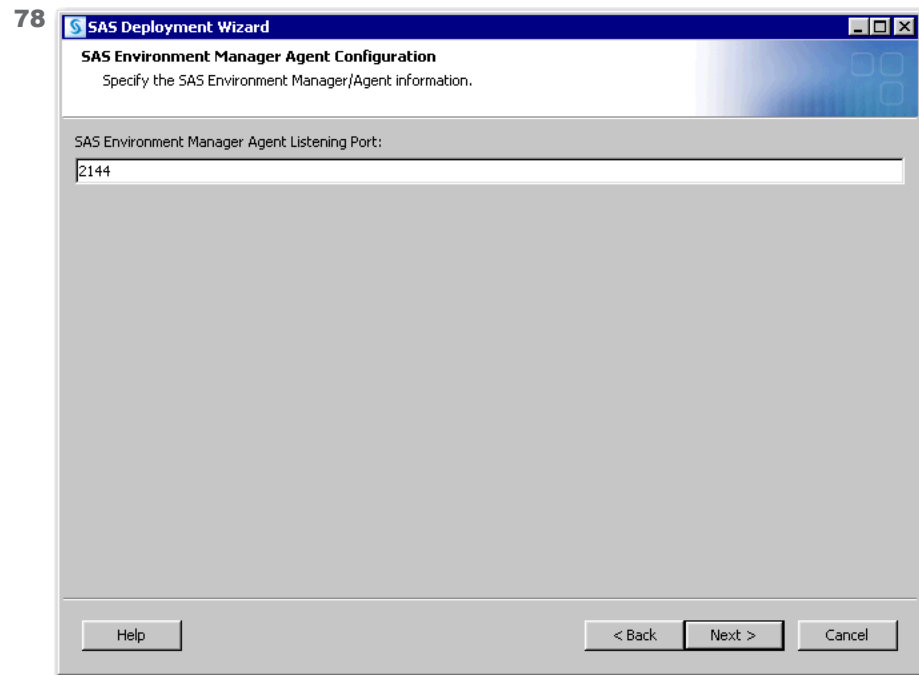 78
SAS Deployment Wizard
SAS Environment Manager Agent Configuration
Specify the SAS Environment Manager/Agent information.
SAS Environment Manager Agent Listening Port:
2144
Help
< Back
Next >
Cancel